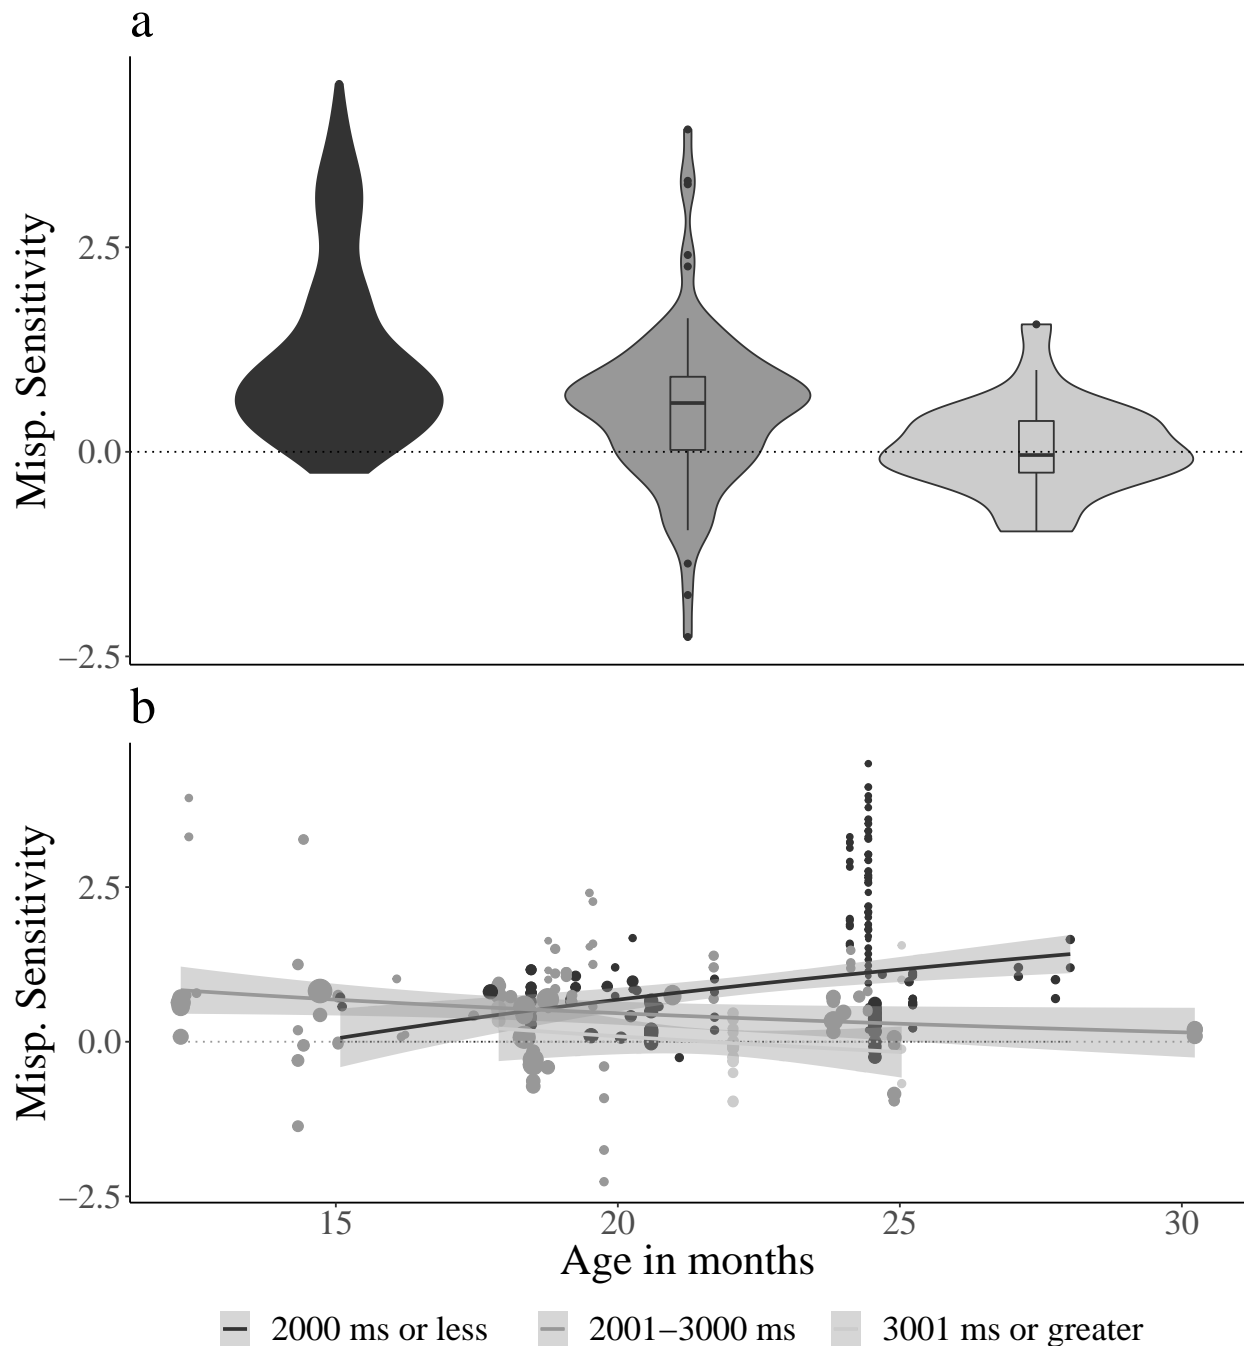 a
Misp. Sensitivity
2.5
0.0
−2.5
b
Misp. Sensitivity
2.5
0.0
−2.5
15 20 25 30
Age in months
2000 ms or less 2001−3000 ms 3001 ms or greater